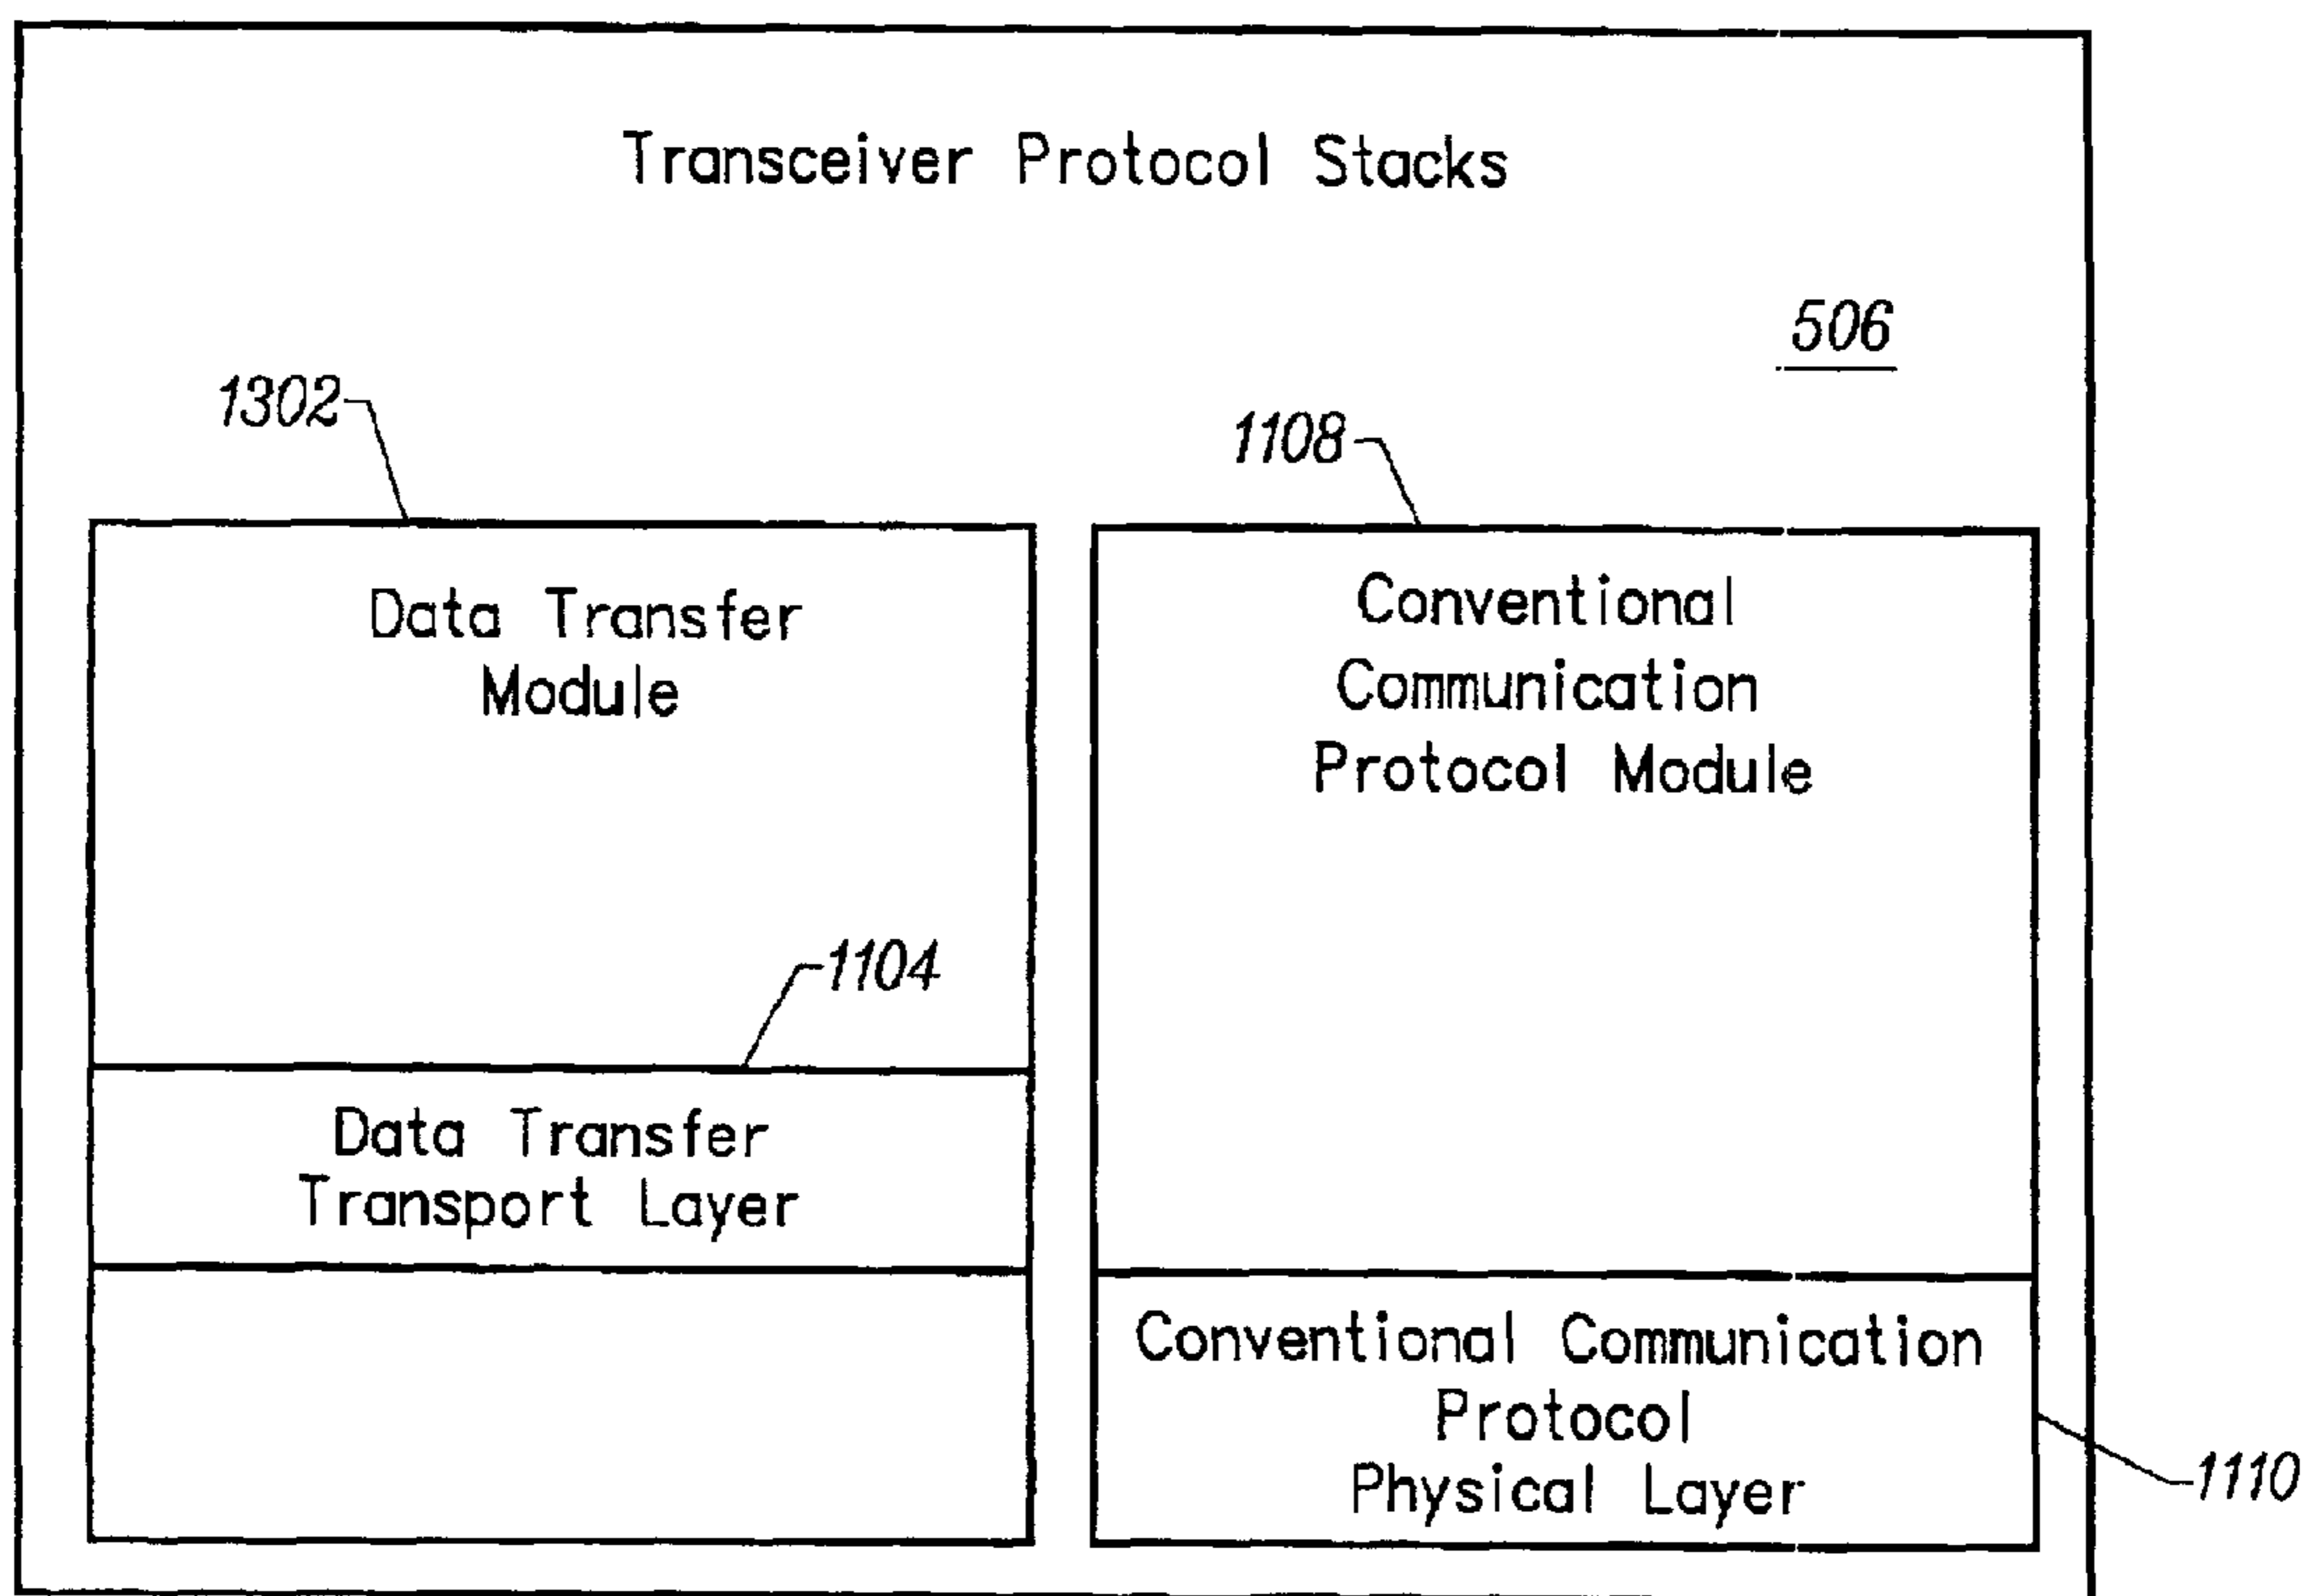 Transceiver Protocol Stacks
506
1302
1108
Data Transfer
Module
Conventional
Communication
Protocol Module
1104
Data Transfer
Transport Layer
Conventional Communication
Protocol
Physical Layer
1110